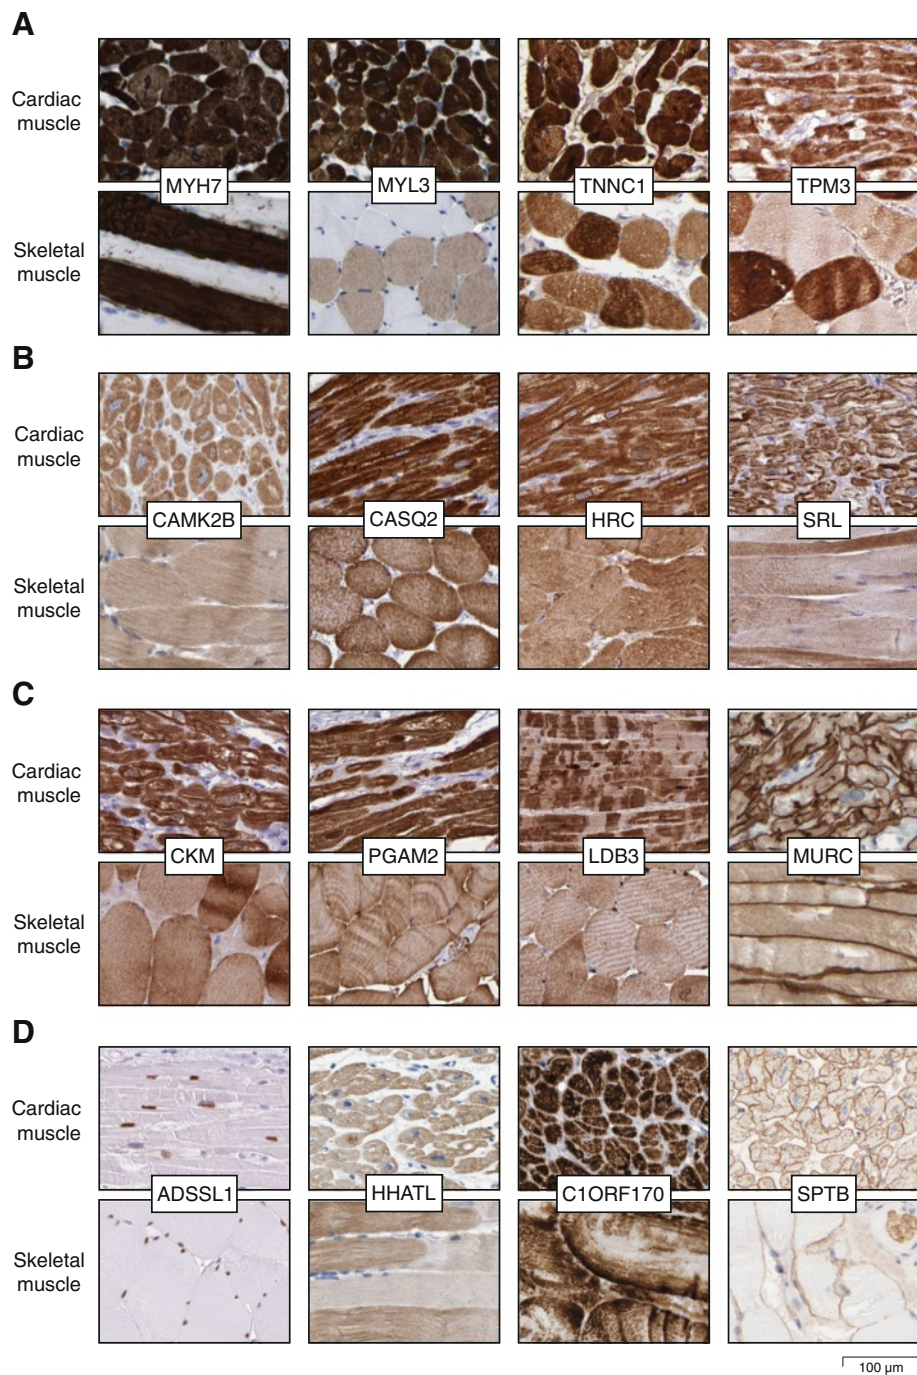 A
Cardiac
muscle
MYH7
MYL3
TNNC1
TPM3
Skeletal
muscle
B
Cardiac
muscle
CAMK2B
CASQ2
HRC
SRL
Skeletal
muscle
C
Cardiac
muscle
CKM
PGAM2
LDB3
MURC
Skeletal
muscle
D
Cardiac
muscle
ADSSL1
HHATL
C1ORF170
SPTB
Skeletal
muscle
100 µm